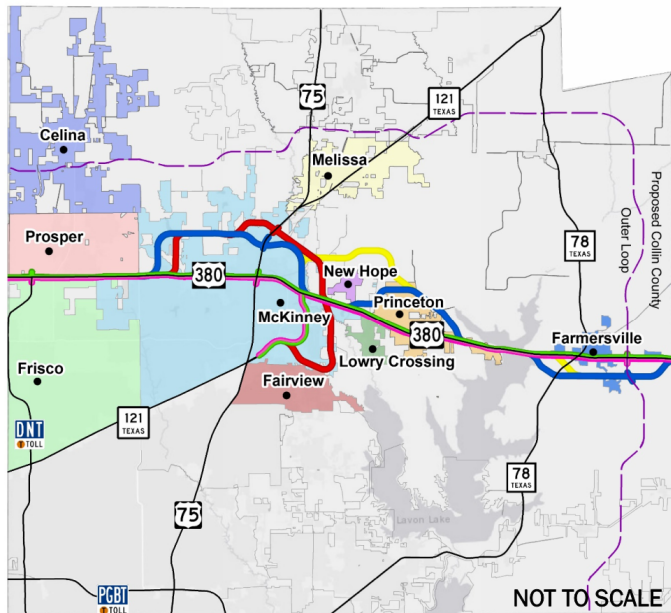 75
121
TEXAS
Celina
Melissa
Prosper
78
TEXAS
Proposed Collin County
Outer Loop
380
New Hope
Princeton
McKinney
380
Farmersville
Lowry Crossing
Frisco
Fairview
121
TEXAS
DNT
TOLL
78
TEXAS
75
Lavon Lake
PGBT
TOLL
NOT TO SCALE